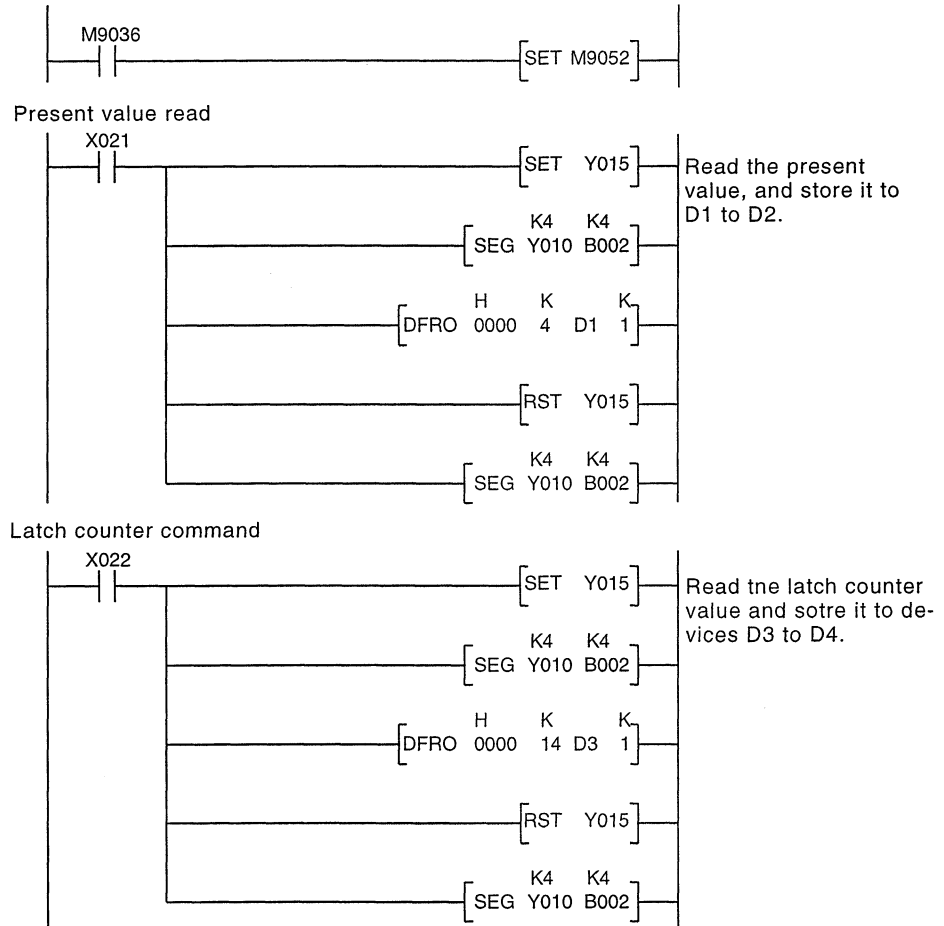 M9036
SET M9052
Present value read
X021
SET Y015
Read the present
value, and store it to
D1 to D2.
K4 K4
SEG Y010 B002
H K K
DFRO 0000 4 D1 1
RST Y015
K4 K4
SEG Y010 B002
Latch counter command
X022
SET Y015
Read tne latch counter
value and sotre it to de-
vices D3 to D4.
K4 K4
SEG Y010 B002
H K K
DFRO 0000 14 D3 1
RST Y015
K4 K4
SEG Y010 B002